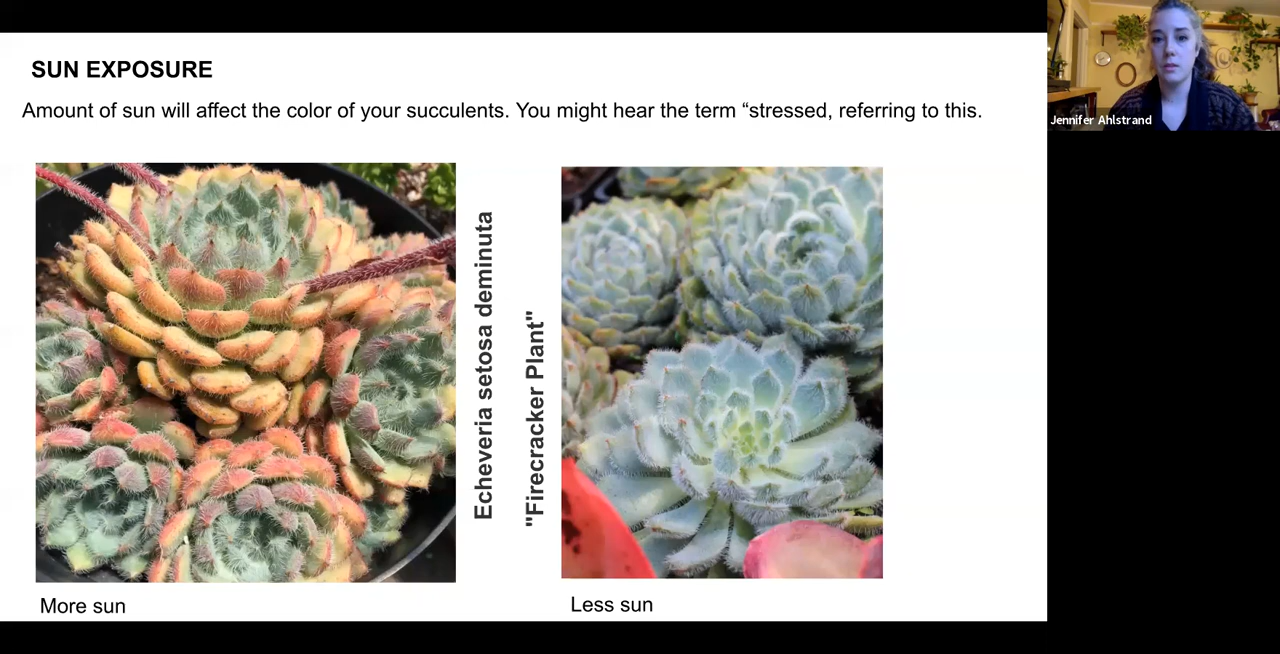 SUN EXPOSURE
Amount of sun will affect the color of your succulents. You might hear the term “stressed, referring to this.
Jennifer Ahlstrand
Echeveria setosa deminuta
"Firecracker Plant"
More sun
Less sun